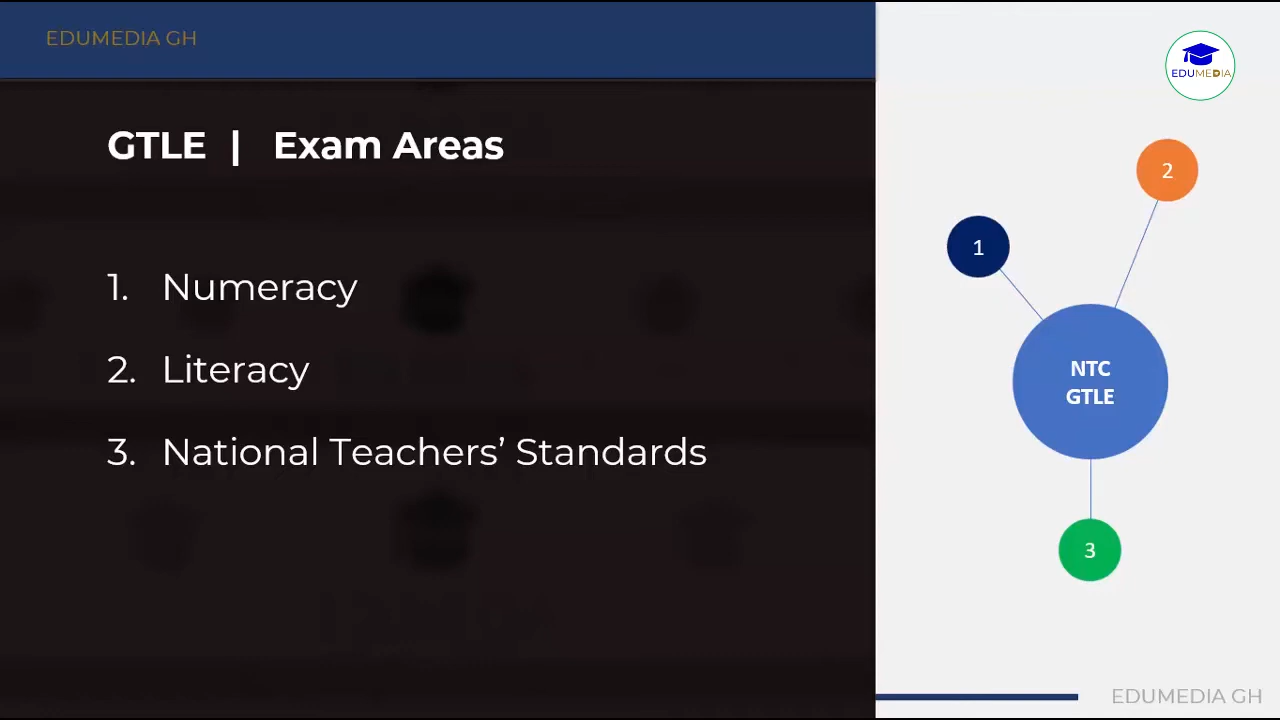 EDUMEDIA GH
EDUMEDIA
GTLE | Exam Areas
1. Numeracy
2. Literacy
3. National Teachers’ Standards
2
1
NTC
GTLE
3
EDUMEDIA GH